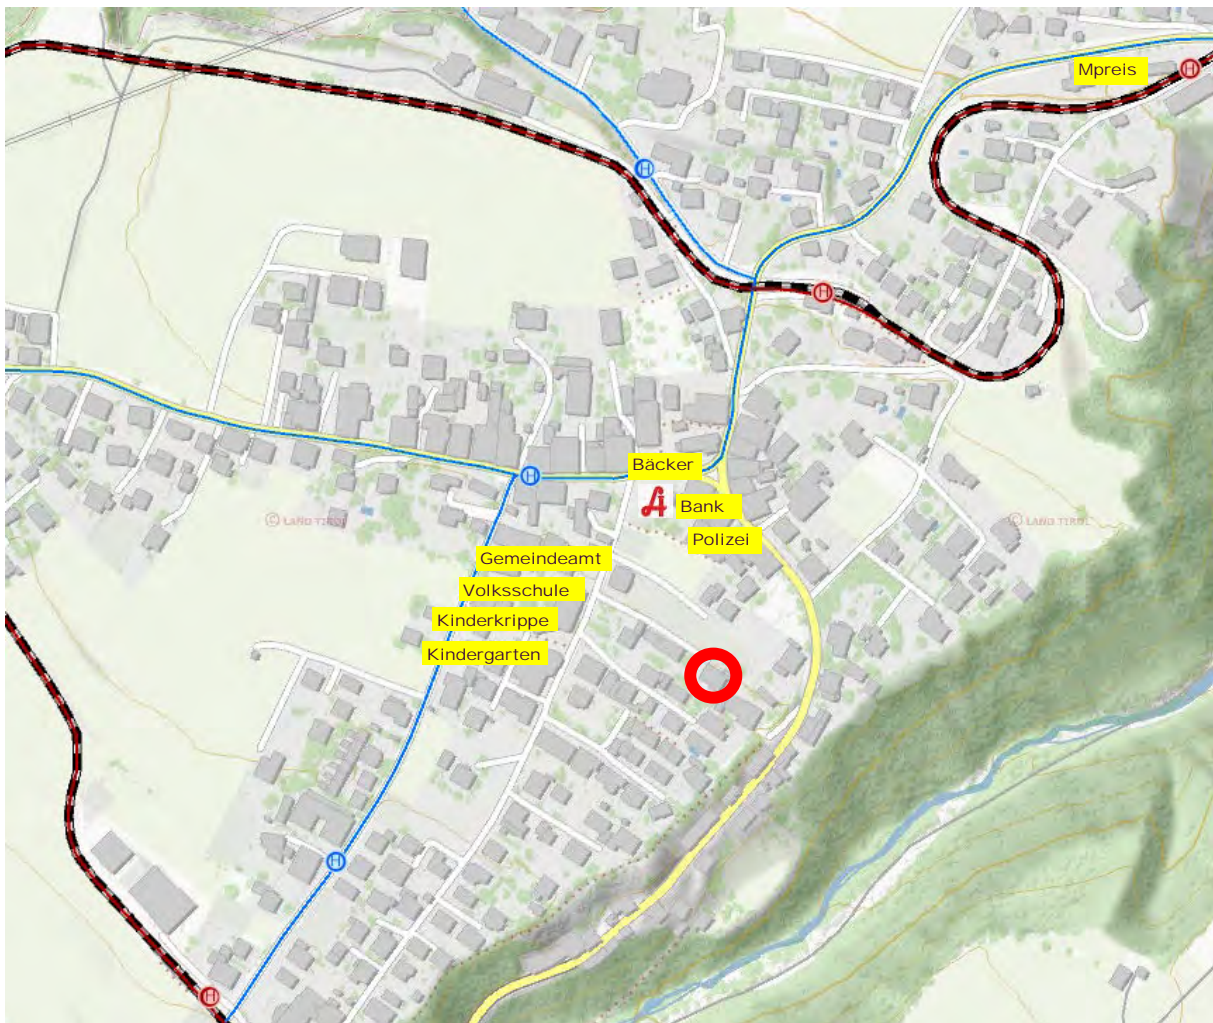 Mpreis
H
H
H
Bäcker
H
A
Bank
© LAND TIROL
© LAND TIROL
Polizei
Gemeindeamt
Volksschule
Kinderkrippe
Kindergarten
H
H